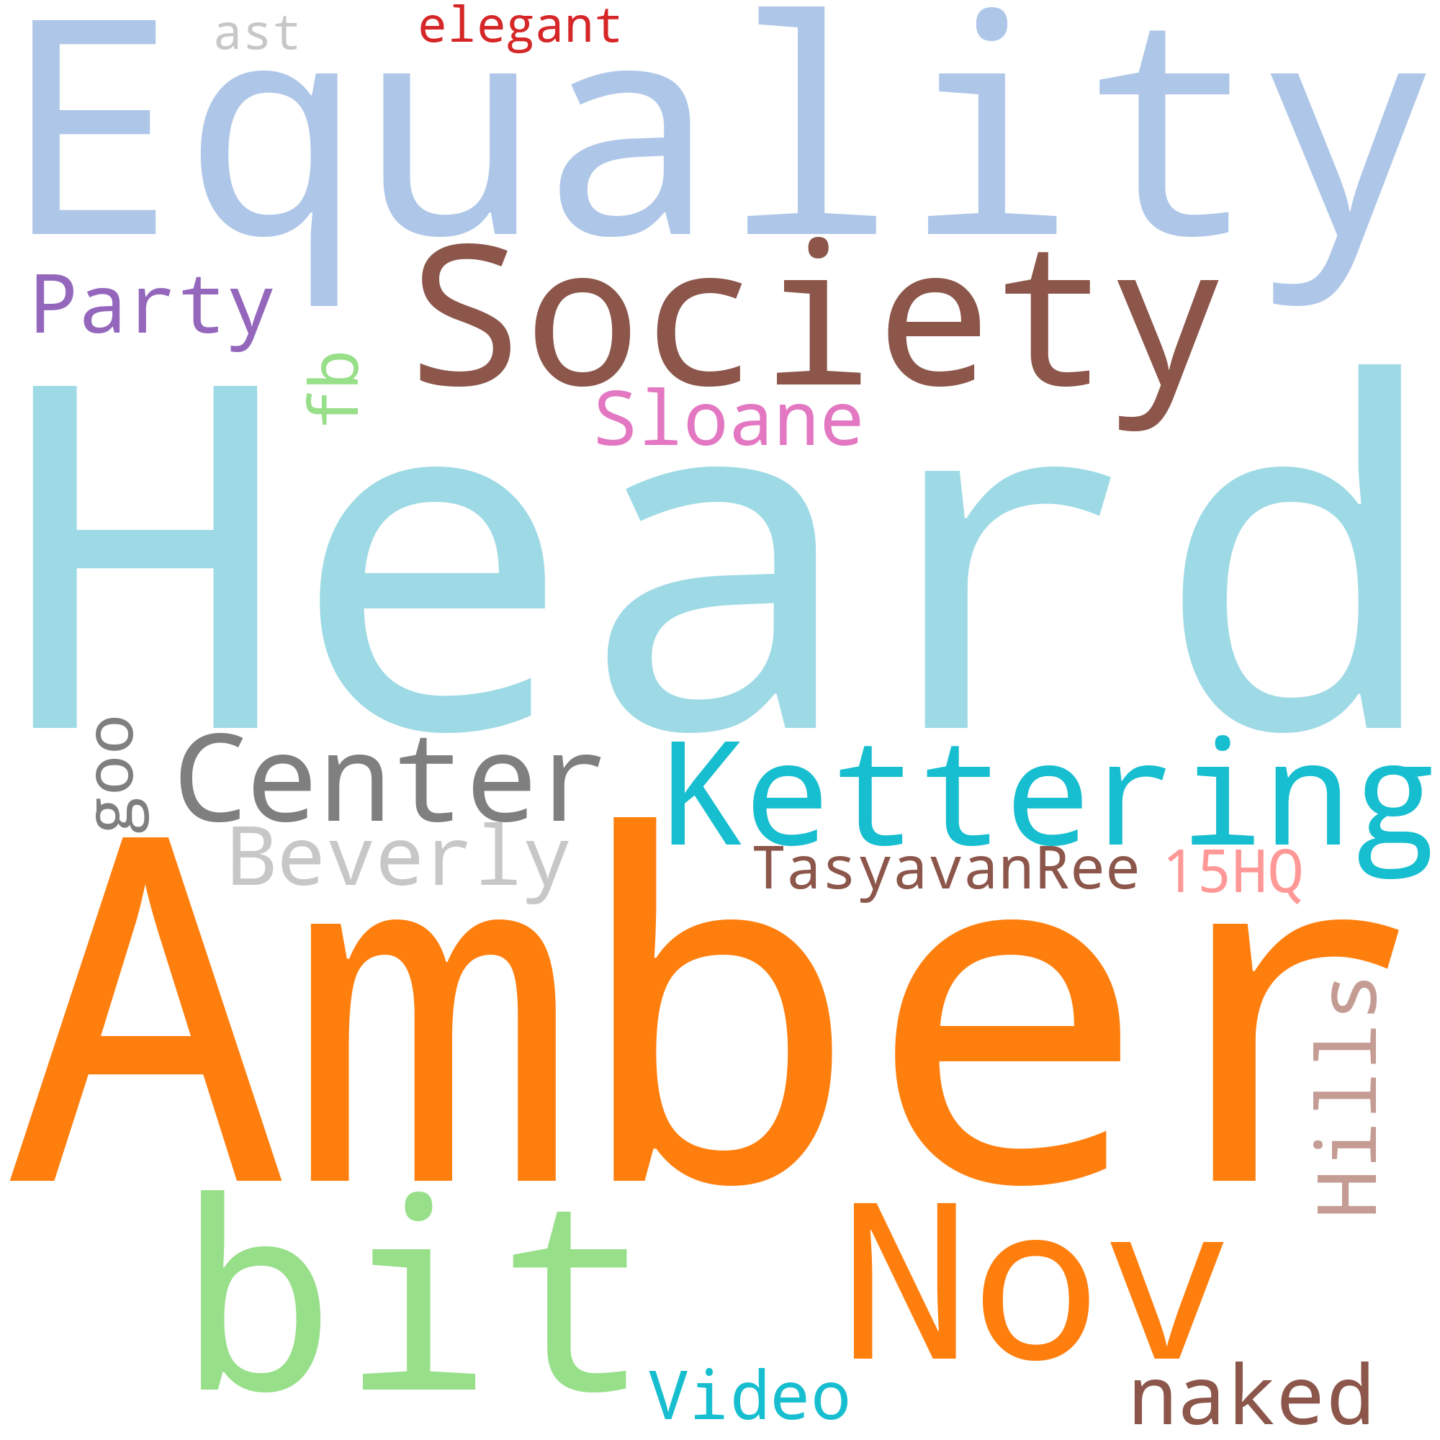 ast
elegant
Equality
Party
Society
fb
Sloane
Heard
goo
Center
Kettering
Beverly
TasyavanRee
15HQ
Amber
Hills
bit
Nov
Video
naked